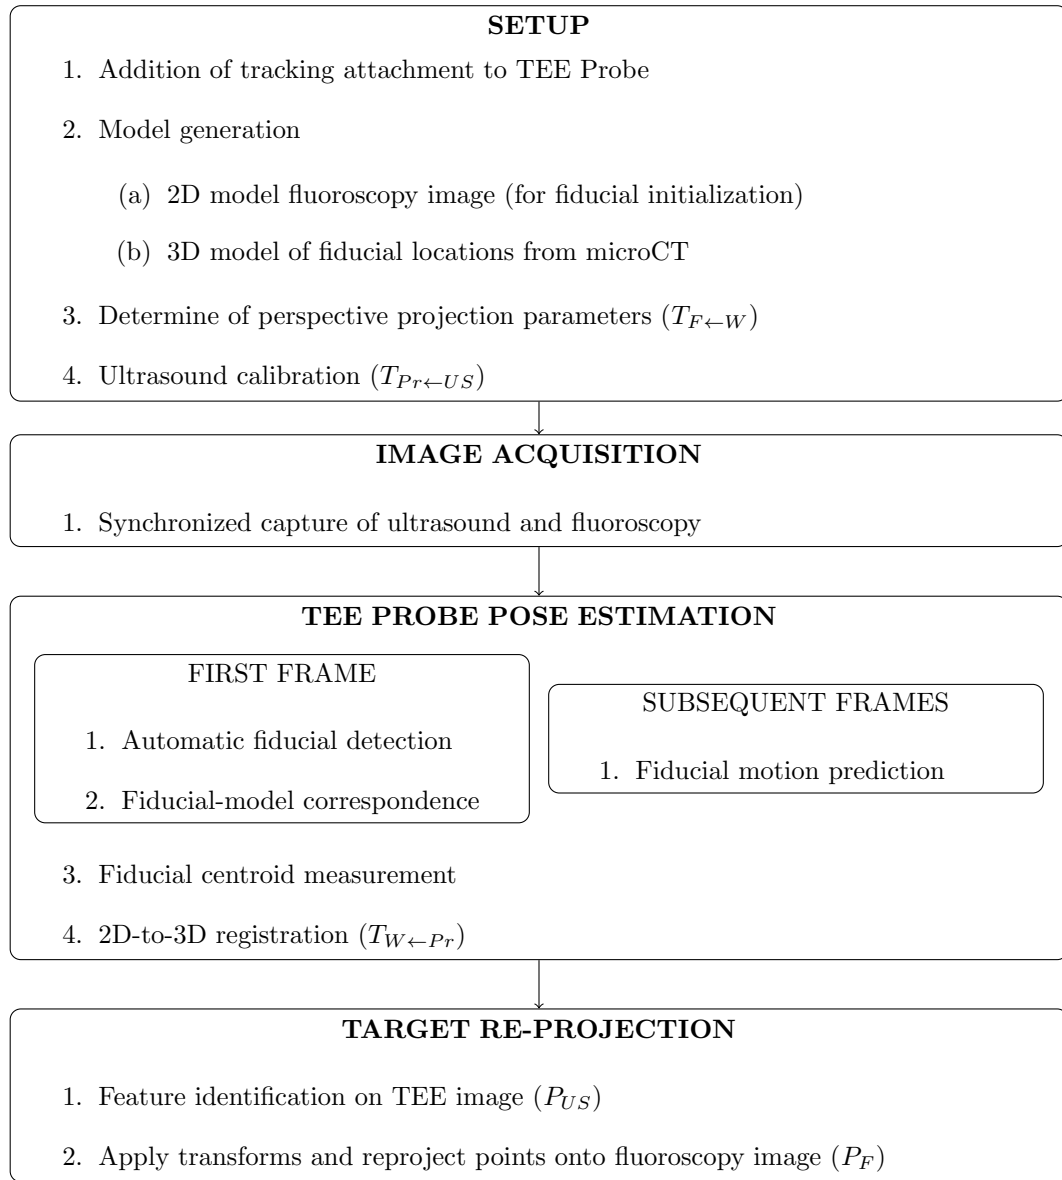 SETUP
1. Addition of tracking attachment to TEE Probe
2. Model generation
(a) 2D model fluoroscopy image (for fiducial initialization)
(b) 3D model of fiducial locations from microCT
3. Determine of perspective projection parameters (T_{F←W})
4. Ultrasound calibration (T_{Pr←US})
IMAGE ACQUISITION
1. Synchronized capture of ultrasound and fluoroscopy
TEE PROBE POSE ESTIMATION
FIRST FRAME
1. Automatic fiducial detection
2. Fiducial-model correspondence
SUBSEQUENT FRAMES
1. Fiducial motion prediction
3. Fiducial centroid measurement
4. 2D-to-3D registration (T_{W←Pr})
TARGET RE-PROJECTION
1. Feature identification on TEE image (P_{US})
2. Apply transforms and reproject points onto fluoroscopy image (P_F)